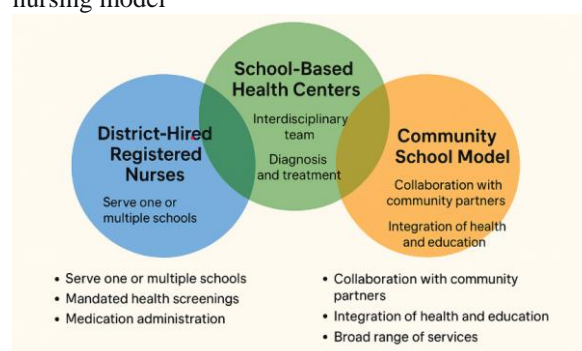 nursing model
School-Based
Health Centers
Interdisciplinary
team
Diagnosis
and treatment
District-Hired
Registered
Nurses
Serve one or
multiple schools
Community
School Model
Collaboration with
community partners
Integration of health
and education
• Serve one or multiple schools
• Mandated health screenings
• Medication administration
• Collaboration with community
partners
• Integration of health and education
• Broad range of services